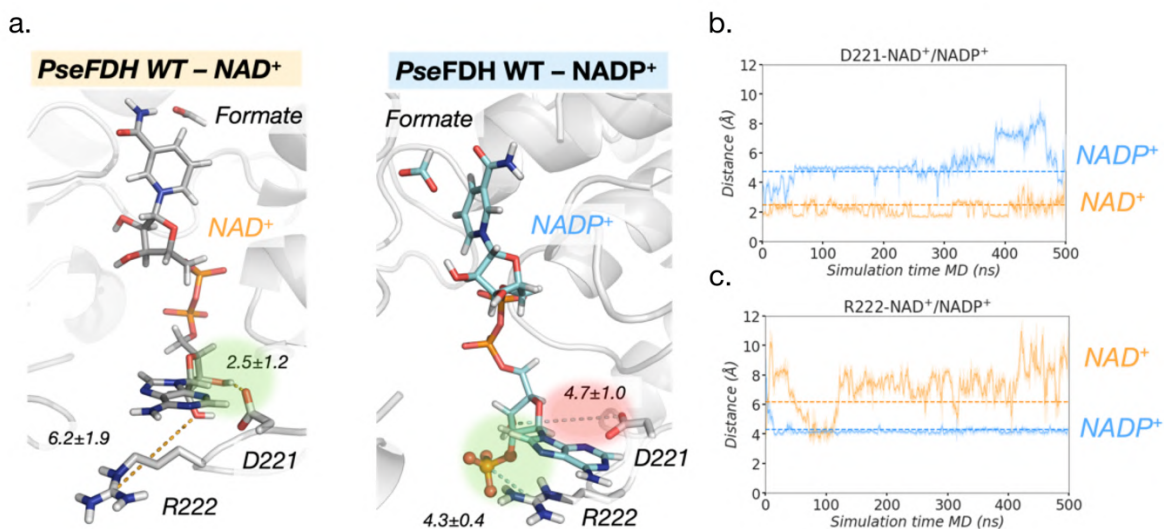 a.
PseFDH WT – NAD⁺
Formate
NAD⁺
2.5±1.2
6.2±1.9
D221
R222
PseFDH WT – NADP⁺
Formate
NADP⁺
4.7±1.0
D221
R222
4.3±0.4
b.
D221-NAD⁺/NADP⁺
Distance (Å)
12
10
8
6
4
2
0
0 100 200 300 400 500
Simulation time MD (ns)
NADP⁺
NAD⁺
c.
R222-NAD⁺/NADP⁺
Distance (Å)
12
10
8
6
4
2
0
0 100 200 300 400 500
Simulation time MD (ns)
NAD⁺
NADP⁺